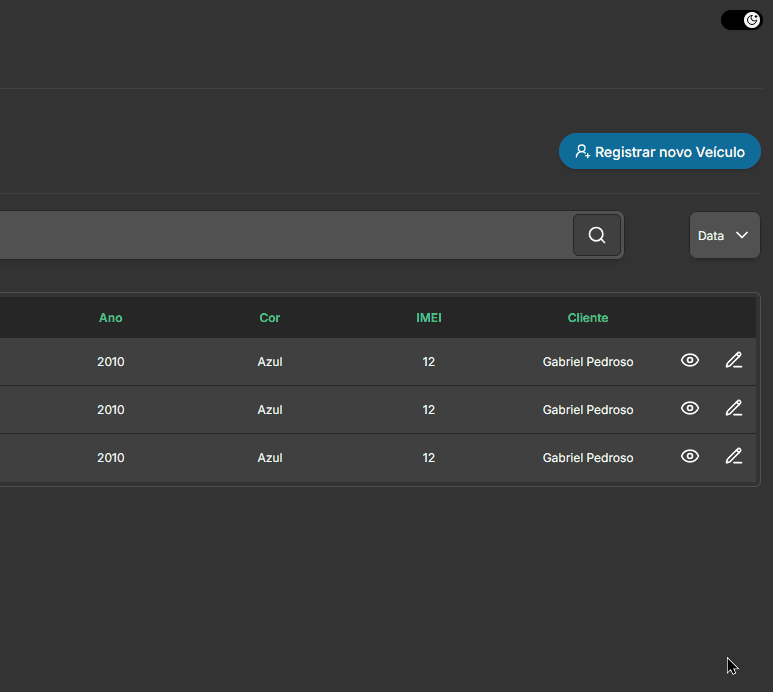 Registrar novo Veículo
Data
Ano Cor IMEI Cliente
2010 Azul 12 Gabriel Pedroso
2010 Azul 12 Gabriel Pedroso
2010 Azul 12 Gabriel Pedroso